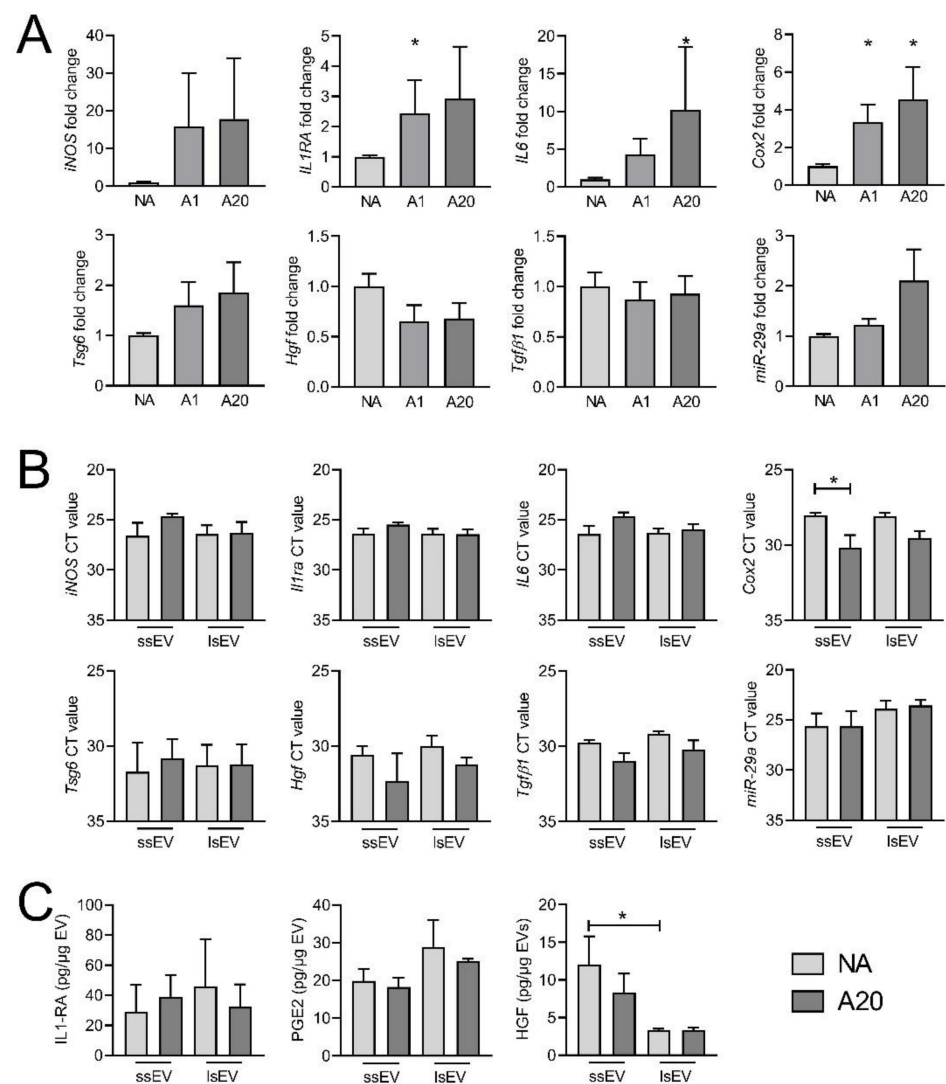 A
iNOS fold change
40
30
20
10
0
NA A1 A20
IL1RA fold change
5
4
3
2
1
0
*
NA A1 A20
IL6 fold change
20
15
10
5
0
*
NA A1 A20
Cox2 fold change
8
6
4
2
0
* *
NA A1 A20
Tsg6 fold change
3
2
1
0
NA A1 A20
Hgf fold change
1.5
1.0
0.5
0.0
NA A1 A20
Tgfβ1 fold change
1.5
1.0
0.5
0.0
NA A1 A20
miR-29a fold change
3
2
1
0
NA A1 A20
B
iNOS CT value
20
25
30
35
ssEV lsEV
Il1ra CT value
20
25
30
35
ssEV lsEV
IL6 CT value
20
25
30
35
ssEV lsEV
Cox2 CT value
25
30
35
*
ssEV lsEV
Tsg6 CT value
25
30
35
ssEV lsEV
Hgf CT value
25
30
35
ssEV lsEV
Tgfβ1 CT value
25
30
35
ssEV lsEV
miR-29a CT value
20
25
30
35
ssEV lsEV
C
IL1-RA (pg/µg EV)
100
80
60
40
20
0
ssEV lsEV
PGE2 (pg/µg EV)
40
30
20
10
0
ssEV lsEV
HGF (pg/µg EVs)
20
15
10
5
0
*
ssEV lsEV
NA
A20